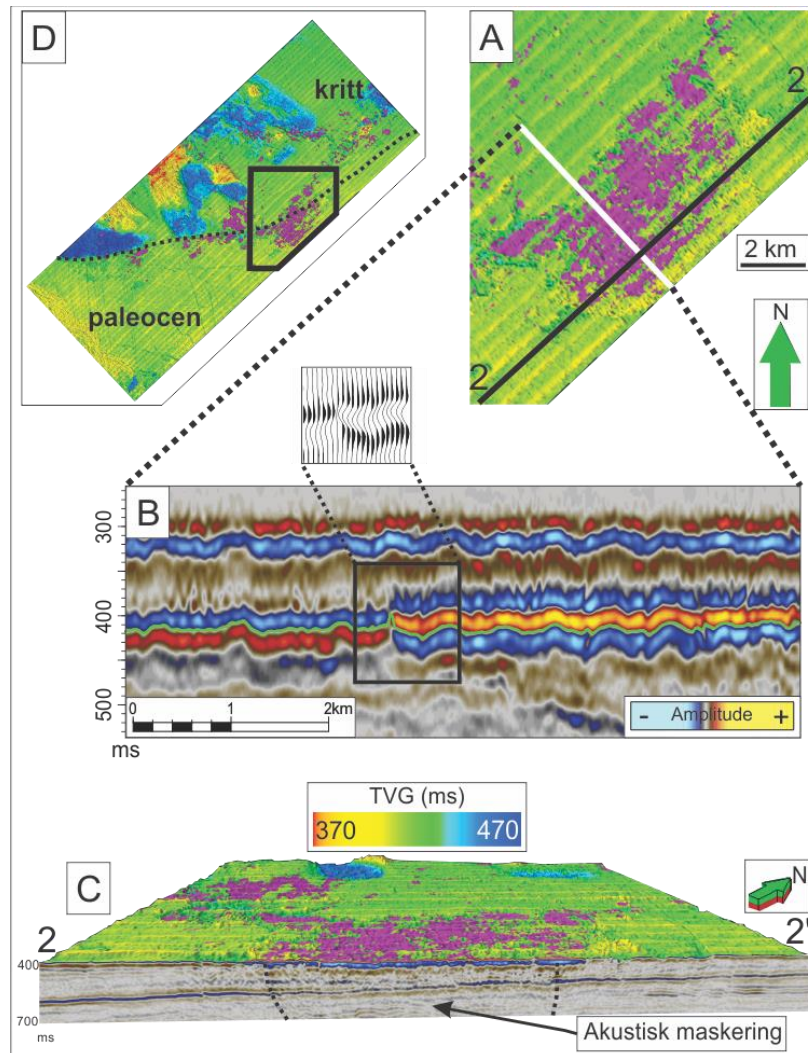 D
kritt
paleocen
A
2'
2
2 km
N
B
300
400
500
ms
0 1 2km
- Amplitude +
TVG (ms)
370 470
C
N
2 2'
400
700
ms
Akustisk maskering